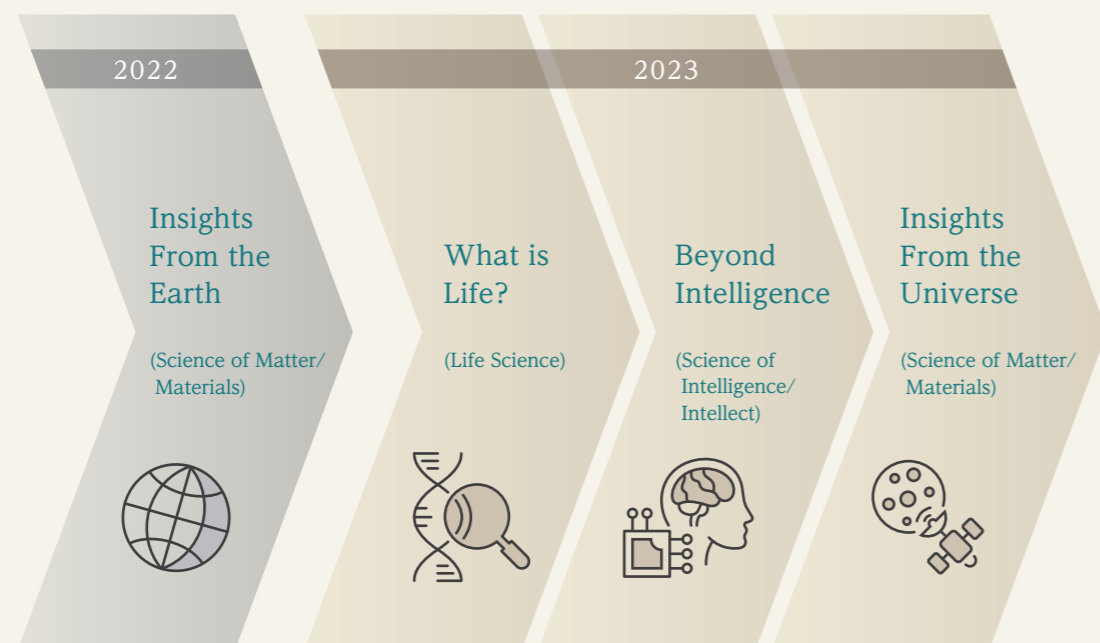 2022
2023
Insights
From the
Earth
(Science of Matter/
Materials)
What is
Life?
(Life Science)
Beyond
Intelligence
(Science of
Intelligence/
Intellect)
Insights
From the
Universe
(Science of Matter/
Materials)